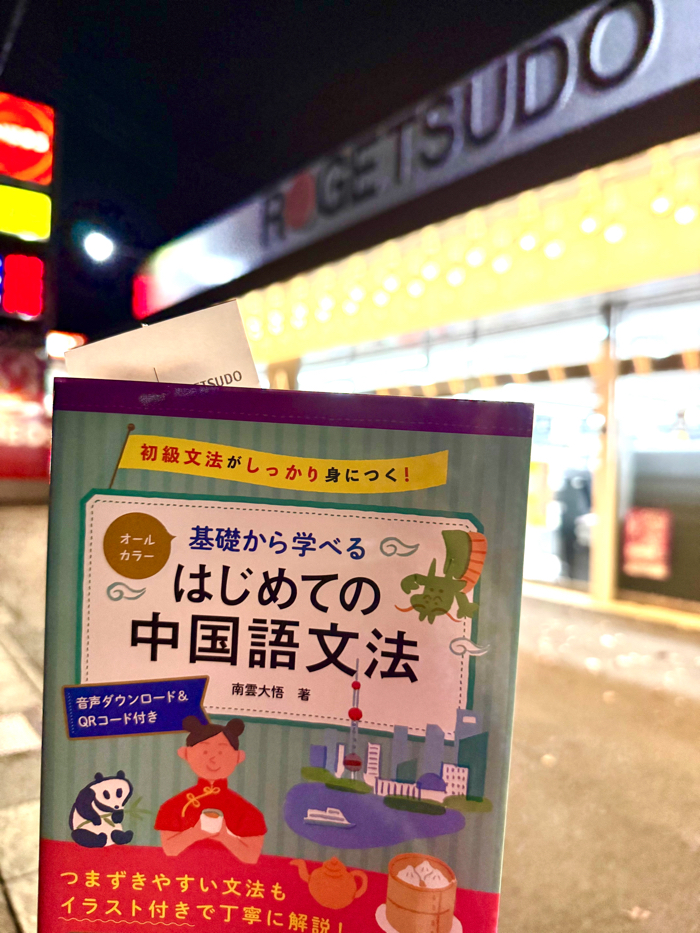 ROGETSUDO
ETSUDO
初級文法がしっかり身につく!
オール
カラー
基礎から学べる
はじめての
中国語文法
南雲大悟 著
音声ダウンロード&
QRコード付き
つまずきやすい文法も
イラスト付きで丁寧に解説!